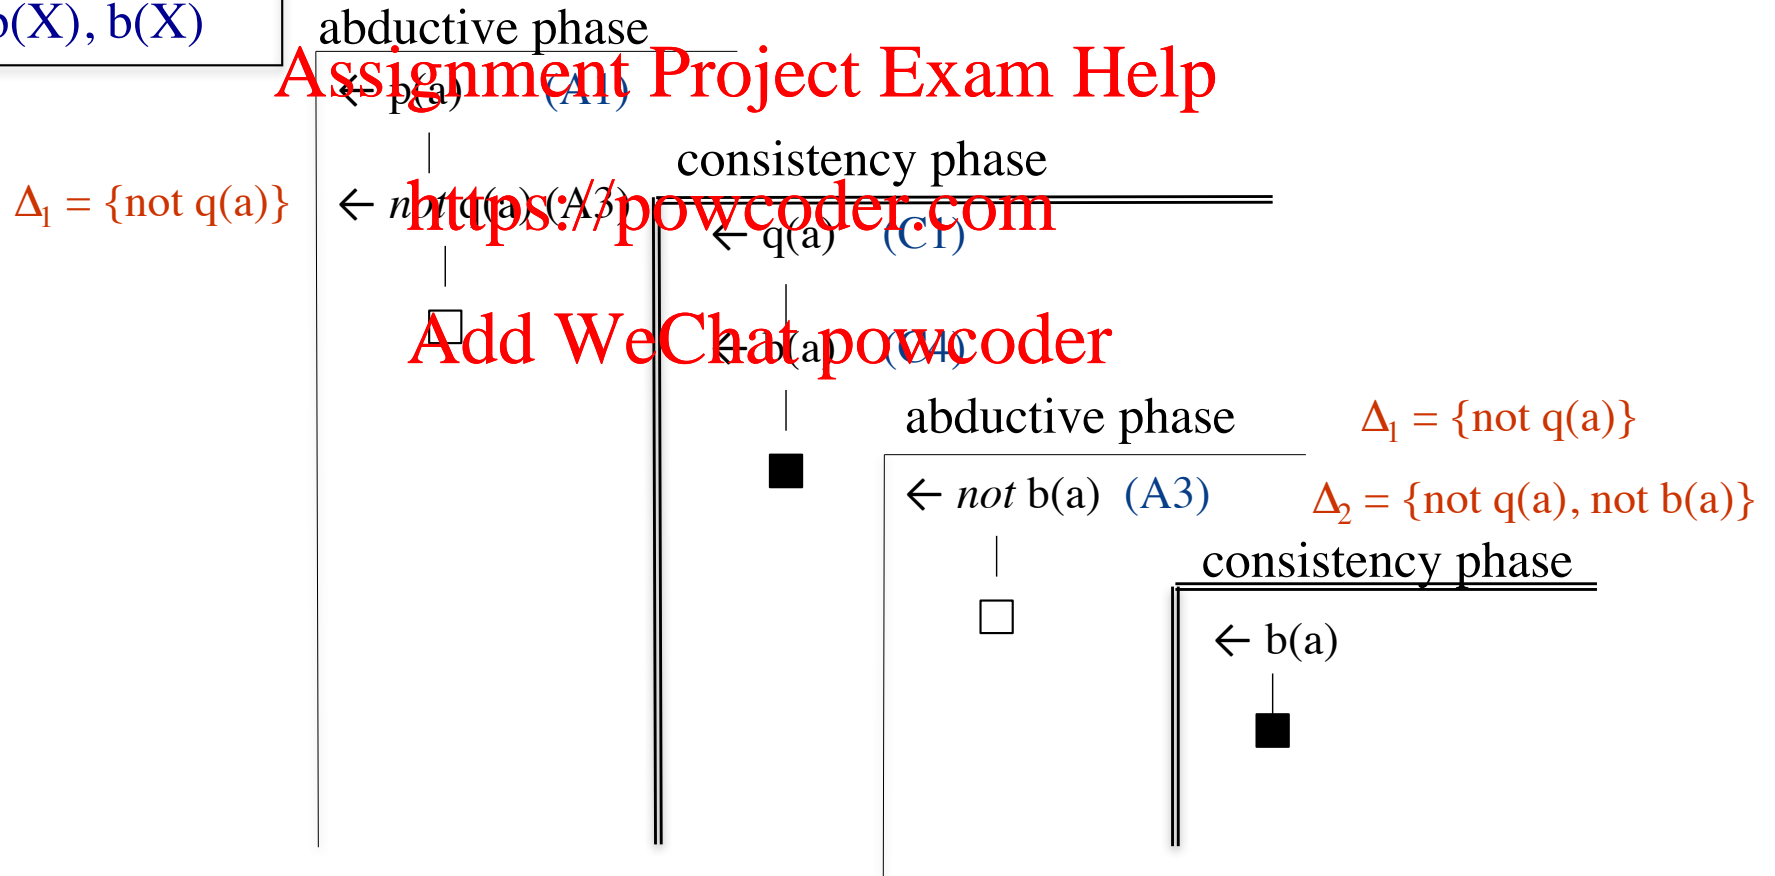 b(X), b(X)
abductive phase
Assignment Project Exam Help
← p(a) (A1)
consistency phase
Δ1 = {not q(a)}
← not q(a) (A3)
https://powcoder.com
← q(a) (C1)
Add WeChat powcoder
← b(a) (C4)
abductive phase
Δ1 = {not q(a)}
← not b(a) (A3)
Δ2 = {not q(a), not b(a)}
consistency phase
← b(a)